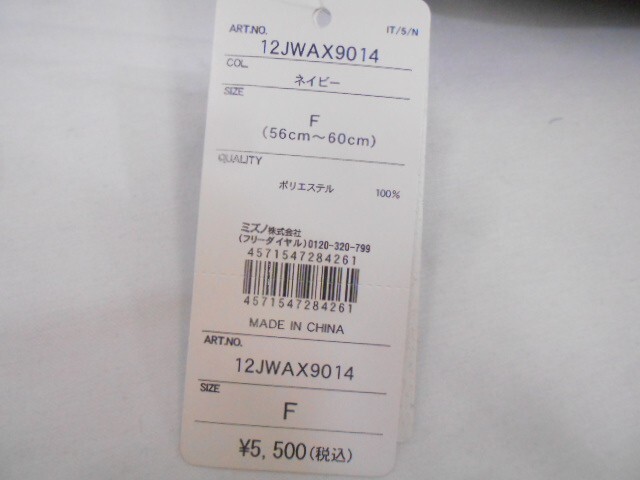 ART.NO. IT/5/N
12JWAX9014
COL.
ネイビー
SIZE
F
(56cm～60cm)
QUALITY
ポリエステル 100%
ミズノ株式会社
(フリーダイヤル)0120-320-799
4571547284261
4571547284261
MADE IN CHINA
ART.NO.
12JWAX9014
SIZE
F
¥5,500(税込)